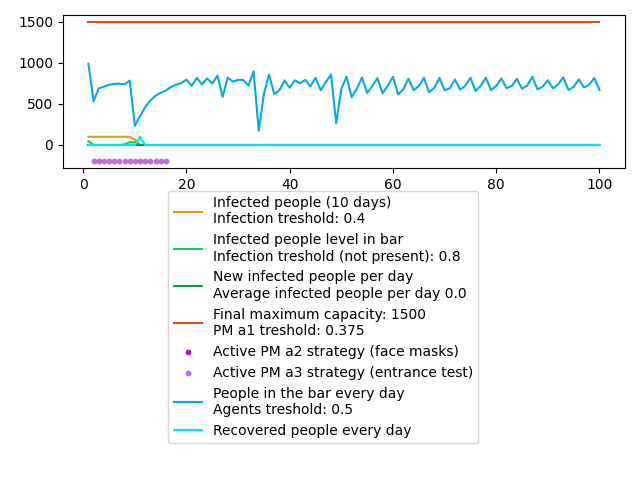 1500
1000
500
0
0 20 40 60 80 100
Infected people (10 days)
Infection treshold: 0.4
Infected people level in bar
Infection treshold (not present): 0.8
New infected people per day
Average infected people per day 0.0
Final maximum capacity: 1500
PM a1 treshold: 0.375
Active PM a2 strategy (face masks)
Active PM a3 strategy (entrance test)
People in the bar every day
Agents treshold: 0.5
Recovered people every day